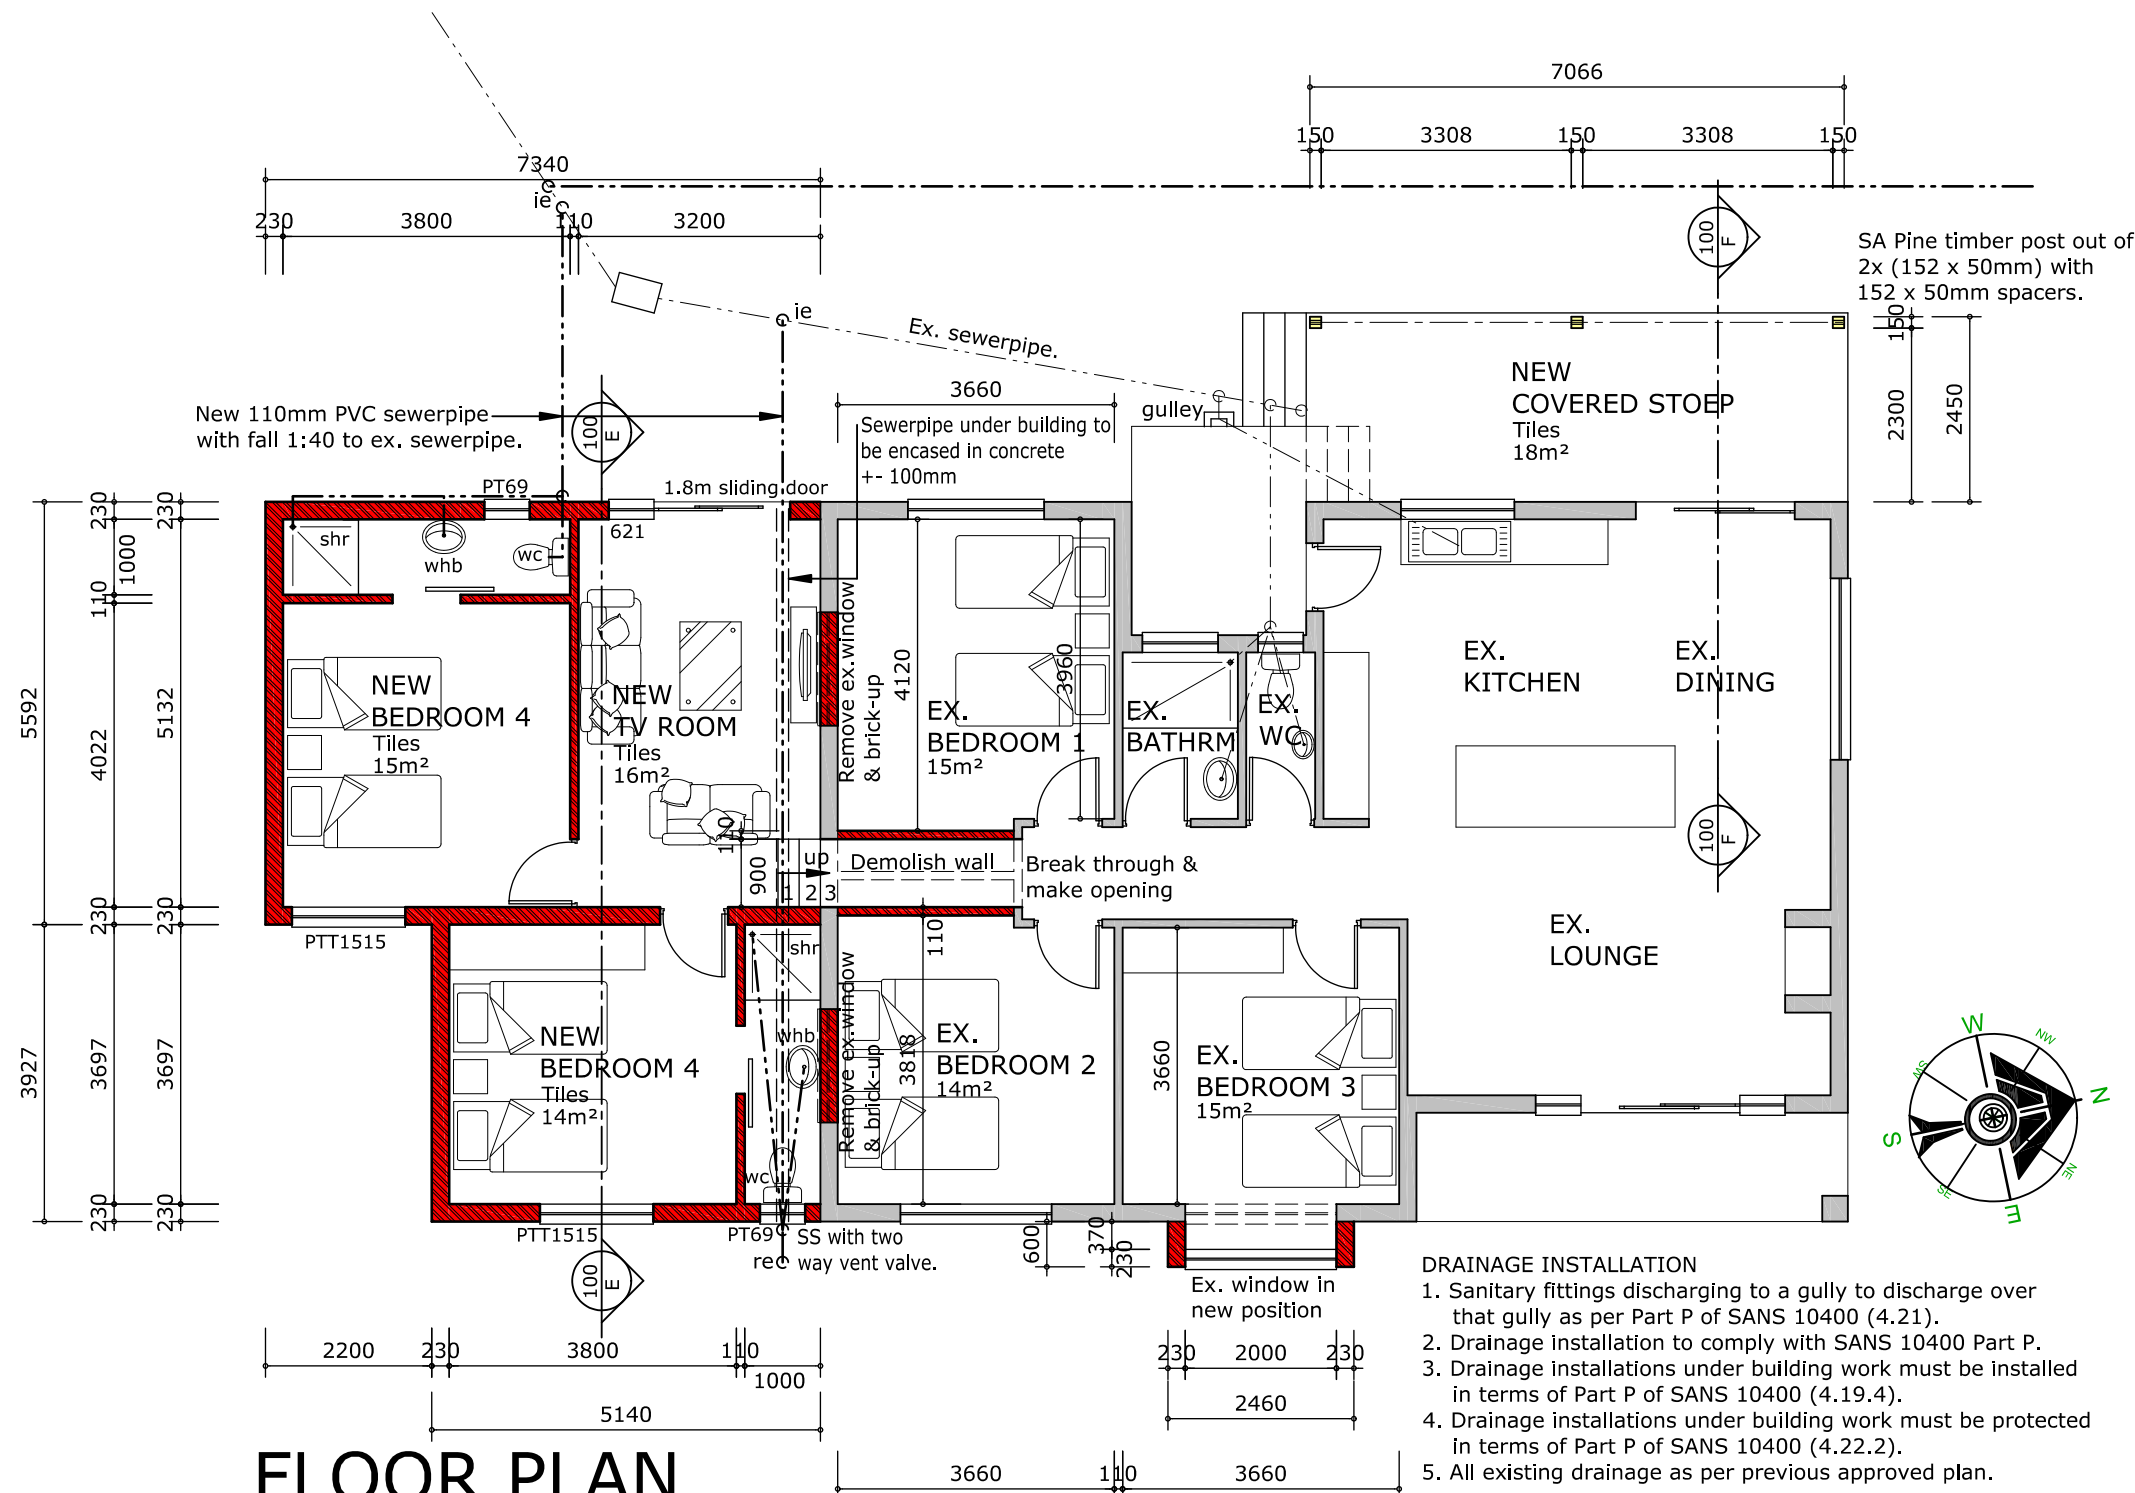 7066
150
3308
150
3308
150
7340
ie
230
3800
110
3200
100
F
SA Pine timber post out of
2x (152 x 50mm) with
152 x 50mm spacers.
ie
Ex. sewerpipe.
150
2300
2450
NEW
COVERED STOEP
Tiles
18m²
3660
gulley
New 110mm PVC sewerpipe
with fall 1:40 to ex. sewerpipe.
100
E
Sewerpipe under building to
be encased in concrete
+- 100mm
PT69
1.8m sliding door
621
230
1000
110
4022
230
3697
230
230
5132
230
3697
230
5592
3927
shr
whb
wc
NEW
BEDROOM 4
Tiles
15m²
NEW
TV ROOM
Tiles
16m²
Remove ex.window
& brick-up
4120
3960
EX.
BEDROOM 1
15m²
EX.
BATHRM
EX.
WC
EX.
KITCHEN
EX.
DINING
100
F
110
900
up
1 2 3
Demolish wall
Break through &
make opening
PTT1515
110
EX.
LOUNGE
shr
whb
wc
NEW
BEDROOM 4
Tiles
14m²
Remove ex.window
& brick-up
3818
EX.
BEDROOM 2
14m²
3660
EX.
BEDROOM 3
15m²
W
NW
N
NE
E
SE
S
SW
PTT1515
PT69
SS with two
way vent valve.
re
100
E
600
370
230
Ex. window in
new position
DRAINAGE INSTALLATION
1. Sanitary fittings discharging to a gully to discharge over
that gully as per Part P of SANS 10400 (4.21).
2. Drainage installation to comply with SANS 10400 Part P.
3. Drainage installations under building work must be installed
in terms of Part P of SANS 10400 (4.19.4).
4. Drainage installations under building work must be protected
in terms of Part P of SANS 10400 (4.22.2).
5. All existing drainage as per previous approved plan.
2200
230
3800
110
1000
230
2000
230
5140
2460
FLOOR PLAN
3660
110
3660